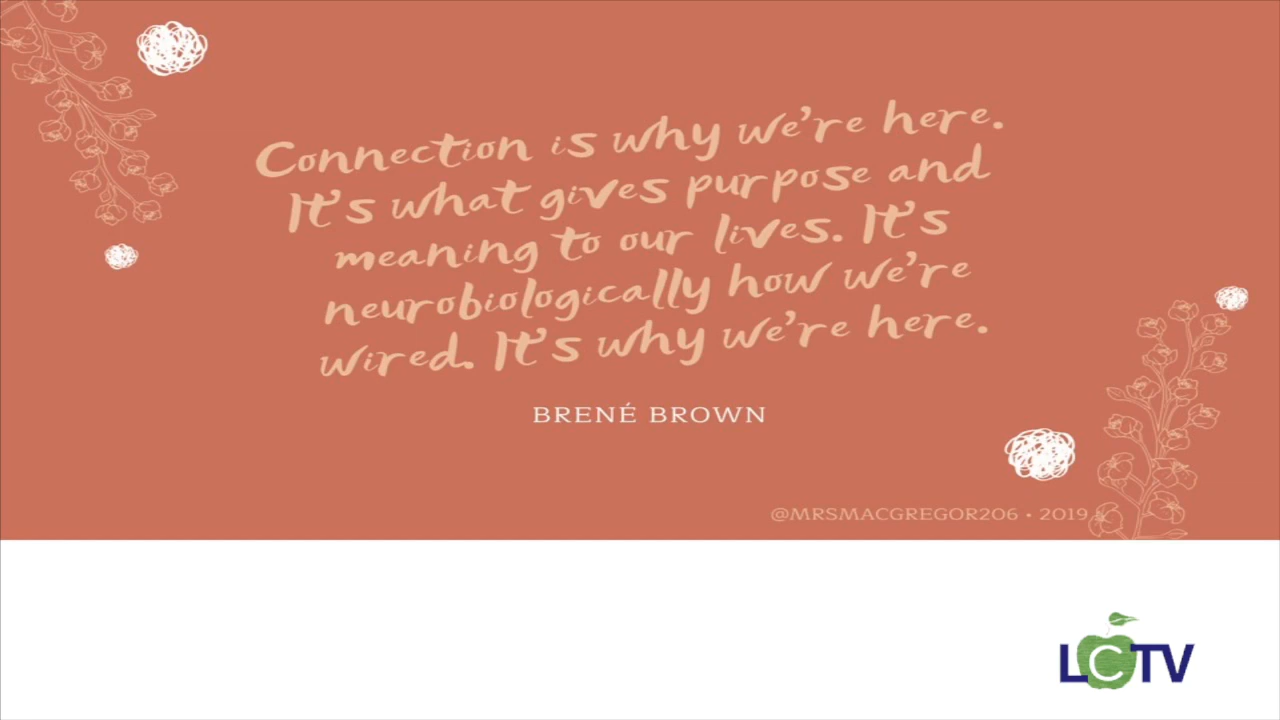 Connection is why we're here.
It's what gives purpose and
meaning to our lives. It's
neurobiologically how we're
wired. It's why we're here.
BRENÉ BROWN
@MRSMACGREGOR206 • 2019
LCTV